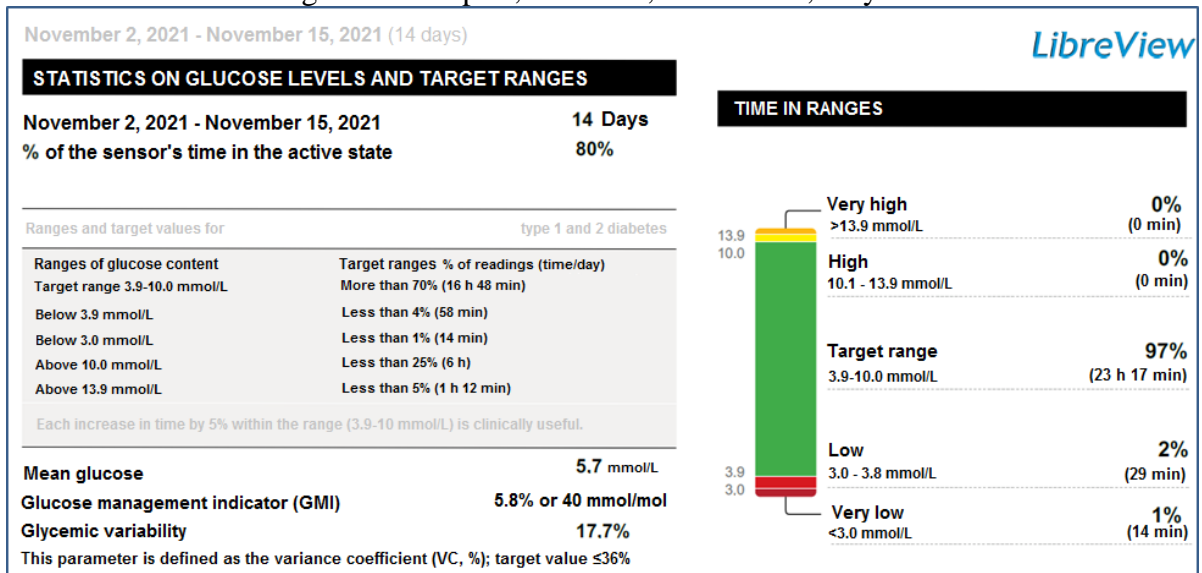 November 2, 2021 - November 15, 2021 (14 days)
LibreView
STATISTICS ON GLUCOSE LEVELS AND TARGET RANGES
November 2, 2021 - November 15, 2021 14 Days
% of the sensor's time in the active state 80%
Ranges and target values for type 1 and 2 diabetes
Ranges of glucose content Target ranges % of readings (time/day)
Target range 3.9-10.0 mmol/L More than 70% (16 h 48 min)
Below 3.9 mmol/L Less than 4% (58 min)
Below 3.0 mmol/L Less than 1% (14 min)
Above 10.0 mmol/L Less than 25% (6 h)
Above 13.9 mmol/L Less than 5% (1 h 12 min)
Each increase in time by 5% within the range (3.9-10 mmol/L) is clinically useful.
Mean glucose 5,7 mmol/L
Glucose management indicator (GMI) 5.8% or 40 mmol/mol
Glycemic variability 17.7%
This parameter is defined as the variance coefficient (VC, %); target value ≤36%
TIME IN RANGES
13.9
10.0
3.9
3.0
Very high 0%
>13.9 mmol/L (0 min)
High 0%
10.1 - 13.9 mmol/L (0 min)
Target range 97%
3.9-10.0 mmol/L (23 h 17 min)
Low 2%
3.0 - 3.8 mmol/L (29 min)
Very low 1%
<3.0 mmol/L (14 min)